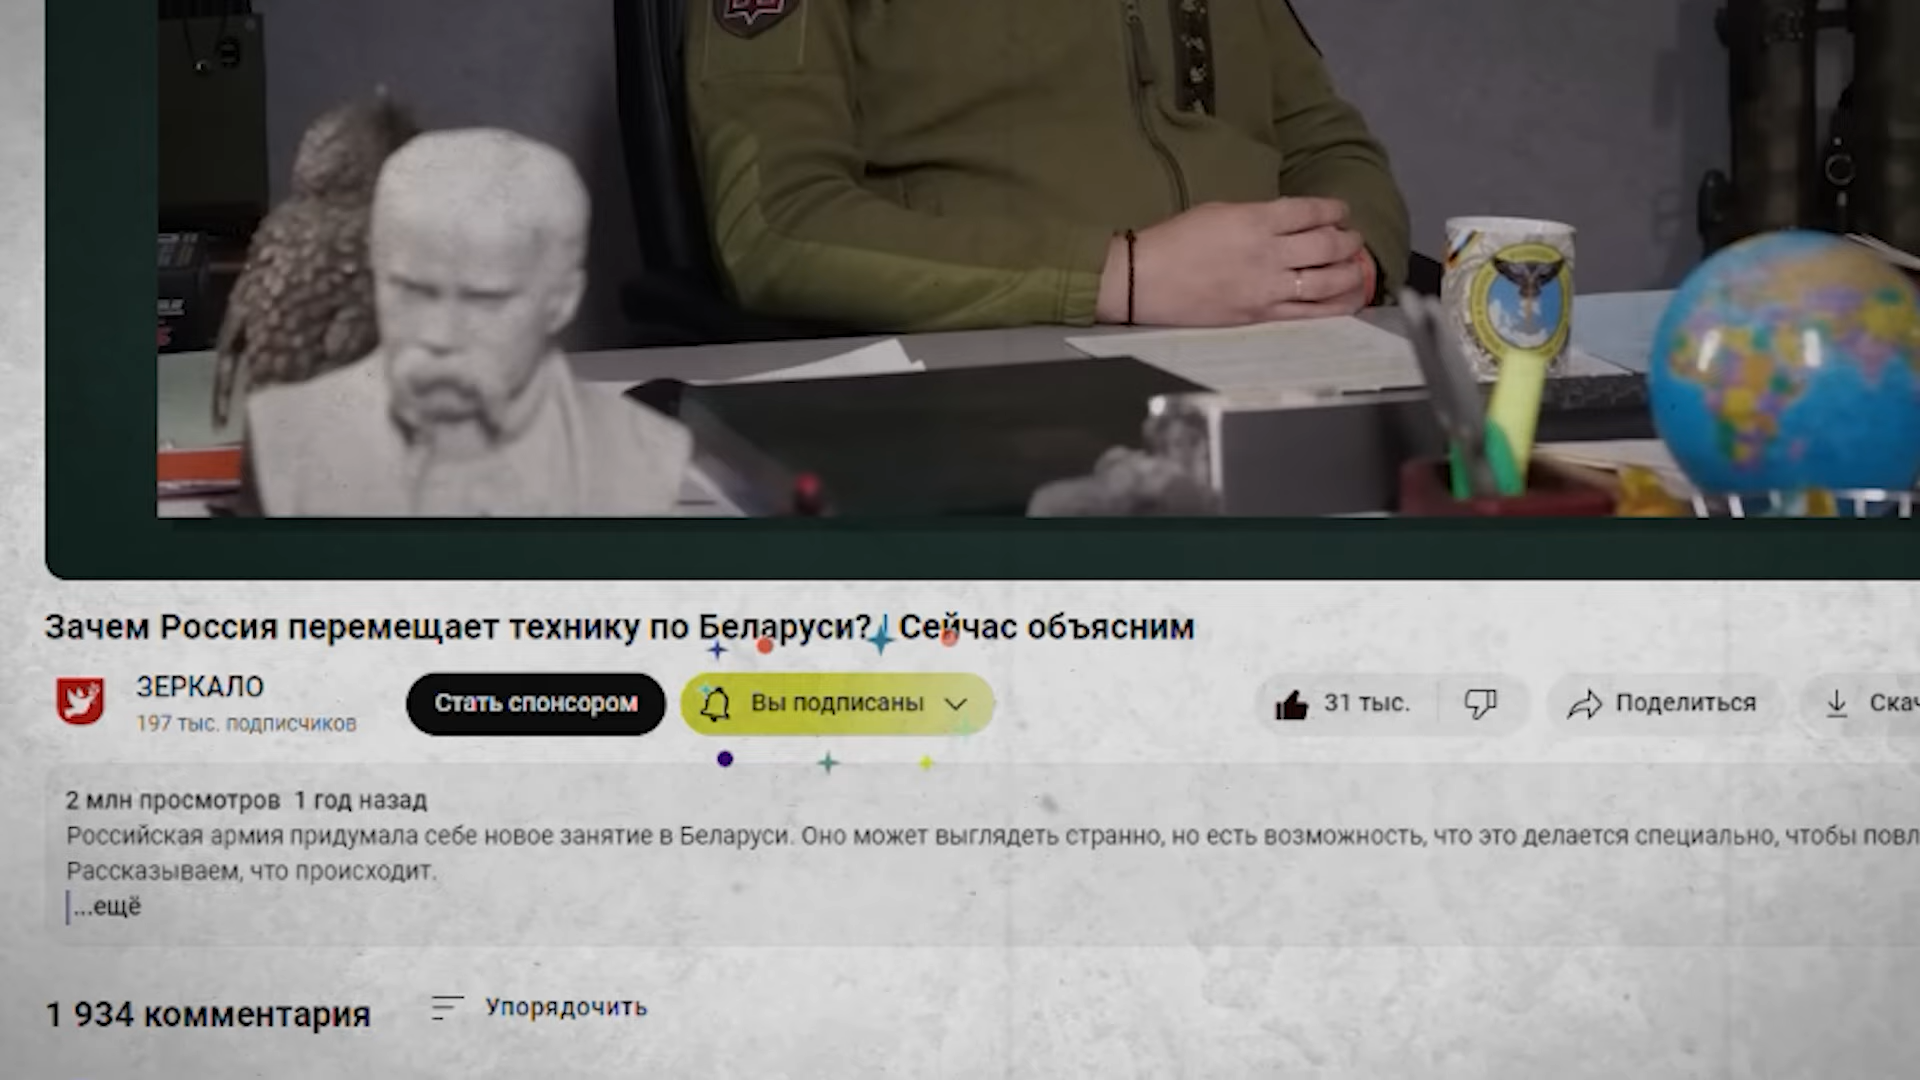 Зачем Россия перемещает технику по Беларуси? | Сейчас объясним
ЗЕРКАЛО
197 тыс. подписчиков
Стать спонсором
Вы подписаны
31 тыс.
Поделиться
Скач
2 млн просмотров 1 год назад
Российская армия придумала себе новое занятие в Беларуси. Оно может выглядеть странно, но есть возможность, что это делается специально, чтобы повл
Рассказываем, что происходит.
...ещё
1 934 комментария
Упорядочить